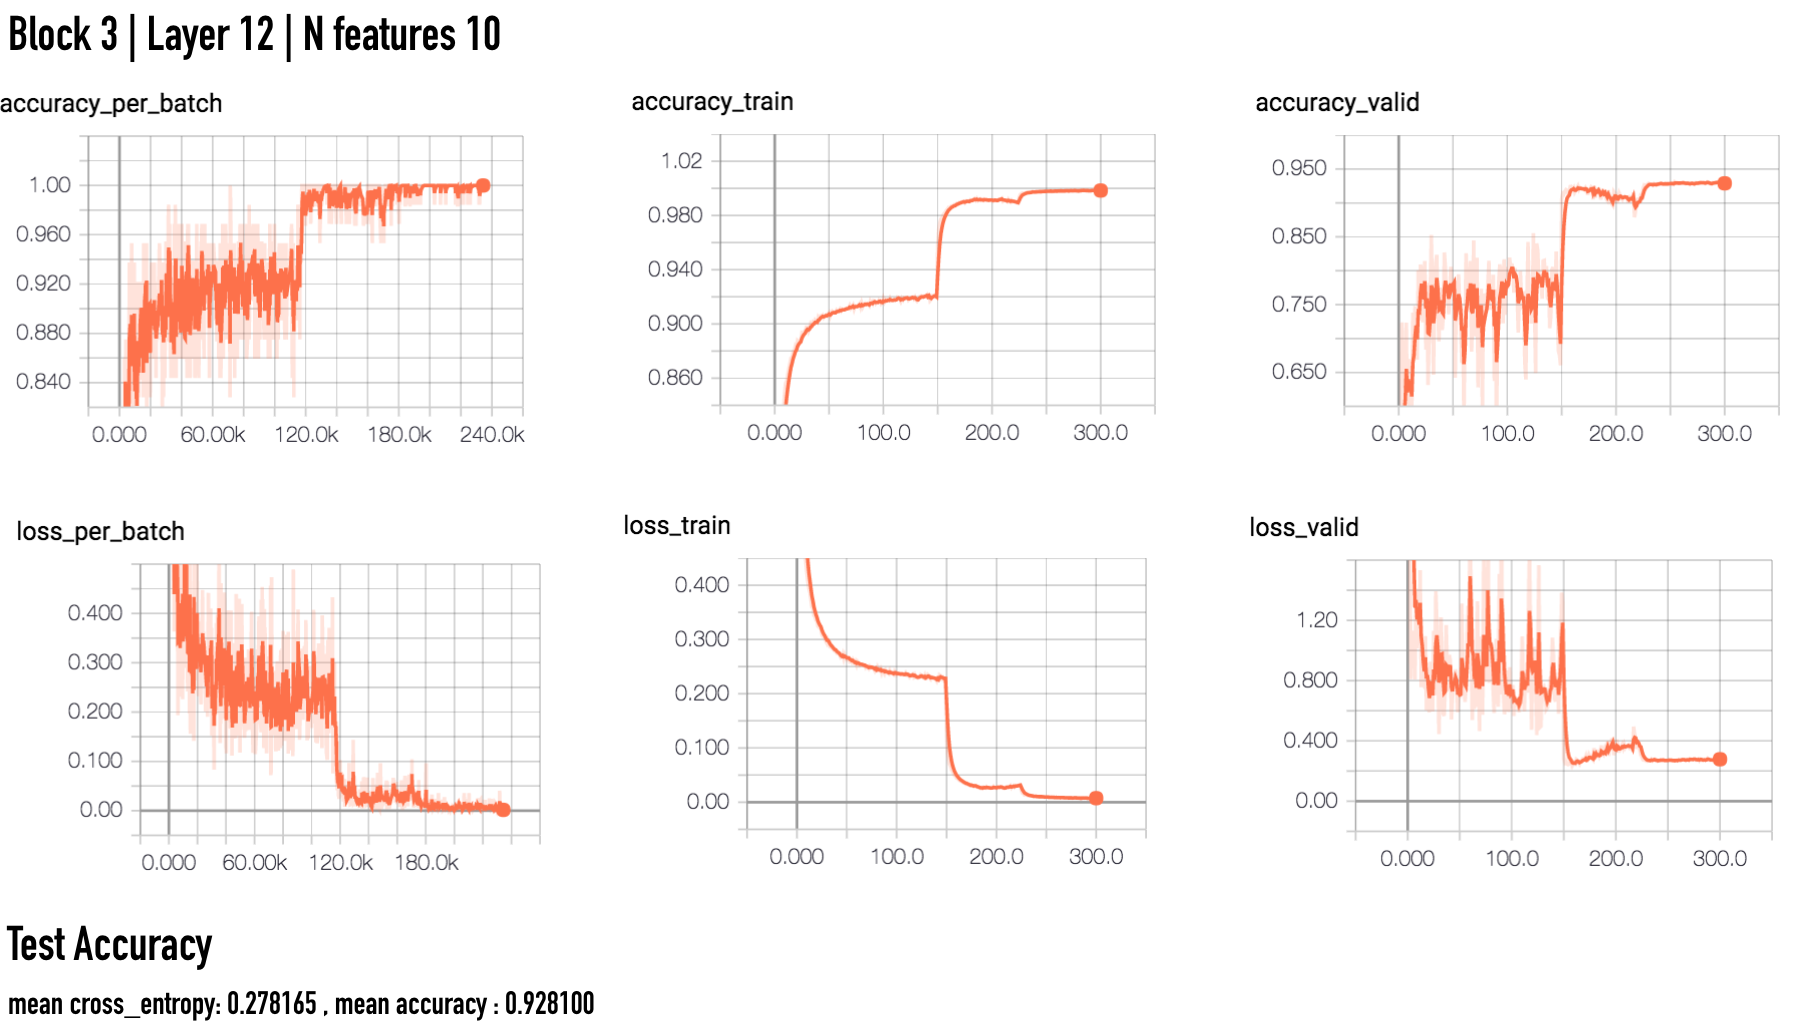 Block 3 | Layer 12 | N features 10
accuracy_per_batch
1.00
0.960
0.920
0.880
0.840
0.000 60.00k 120.0k 180.0k 240.0k
accuracy_train
1.02
0.980
0.940
0.900
0.860
0.000 100.0 200.0 300.0
accuracy_valid
0.950
0.850
0.750
0.650
0.000 100.0 200.0 300.0
loss_per_batch
0.400
0.300
0.200
0.100
0.00
0.000 60.00k 120.0k 180.0k
loss_train
0.400
0.300
0.200
0.100
0.00
0.000 100.0 200.0 300.0
loss_valid
1.20
0.800
0.400
0.00
0.000 100.0 200.0 300.0
Test Accuracy
mean cross_entropy: 0.278165 , mean accuracy : 0.928100